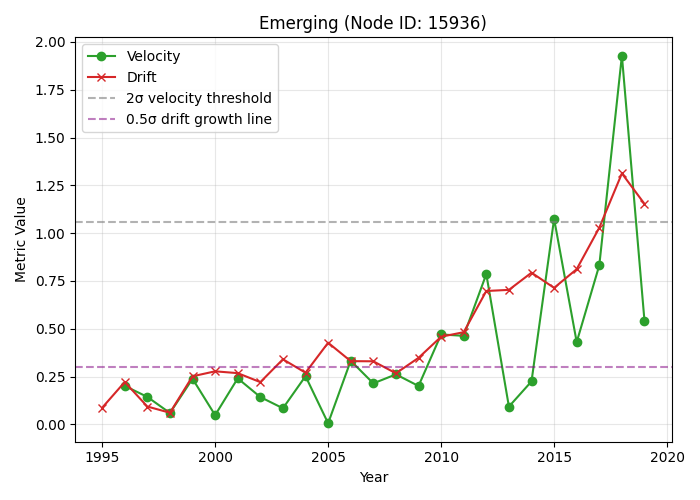 Emerging (Node ID: 15936)
Velocity
Drift
2σ velocity threshold
0.5σ drift growth line
Metric Value
2.00
1.75
1.50
1.25
1.00
0.75
0.50
0.25
0.00
1995
2000
2005
2010
2015
2020
Year